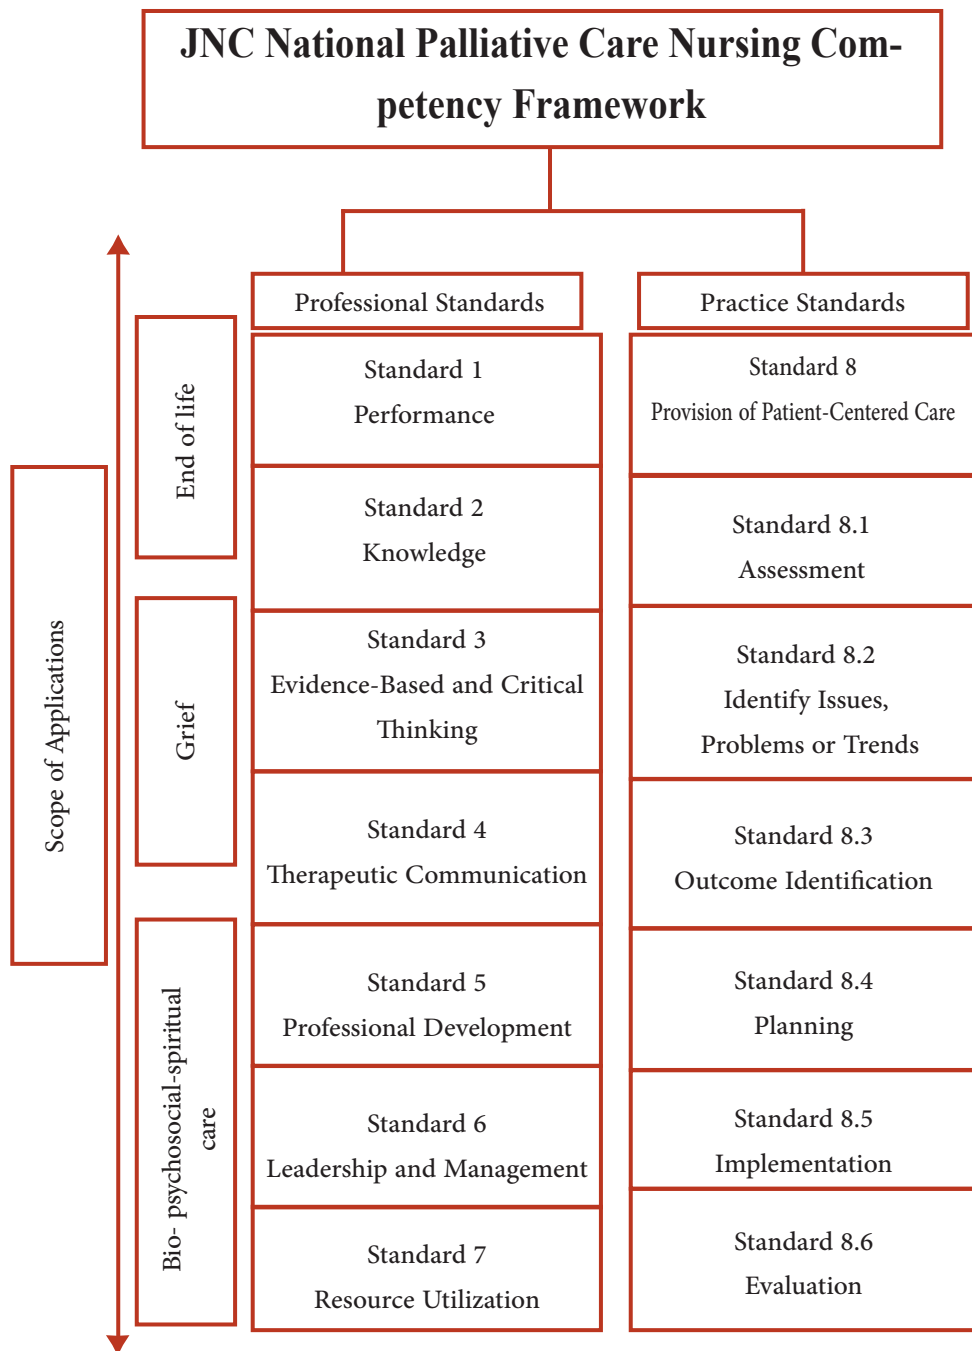 JNC National Palliative Care Nursing Com-
petency Framework
Scope of Applications
End of life
Grief
Bio- psychosocial-spiritual
care
Professional Standards
Standard 1
Performance
Standard 2
Knowledge
Standard 3
Evidence-Based and Critical
Thinking
Standard 4
Therapeutic Communication
Standard 5
Professional Development
Standard 6
Leadership and Management
Standard 7
Resource Utilization
Practice Standards
Standard 8
Provision of Patient-Centered Care
Standard 8.1
Assessment
Standard 8.2
Identify Issues,
Problems or Trends
Standard 8.3
Outcome Identification
Standard 8.4
Planning
Standard 8.5
Implementation
Standard 8.6
Evaluation